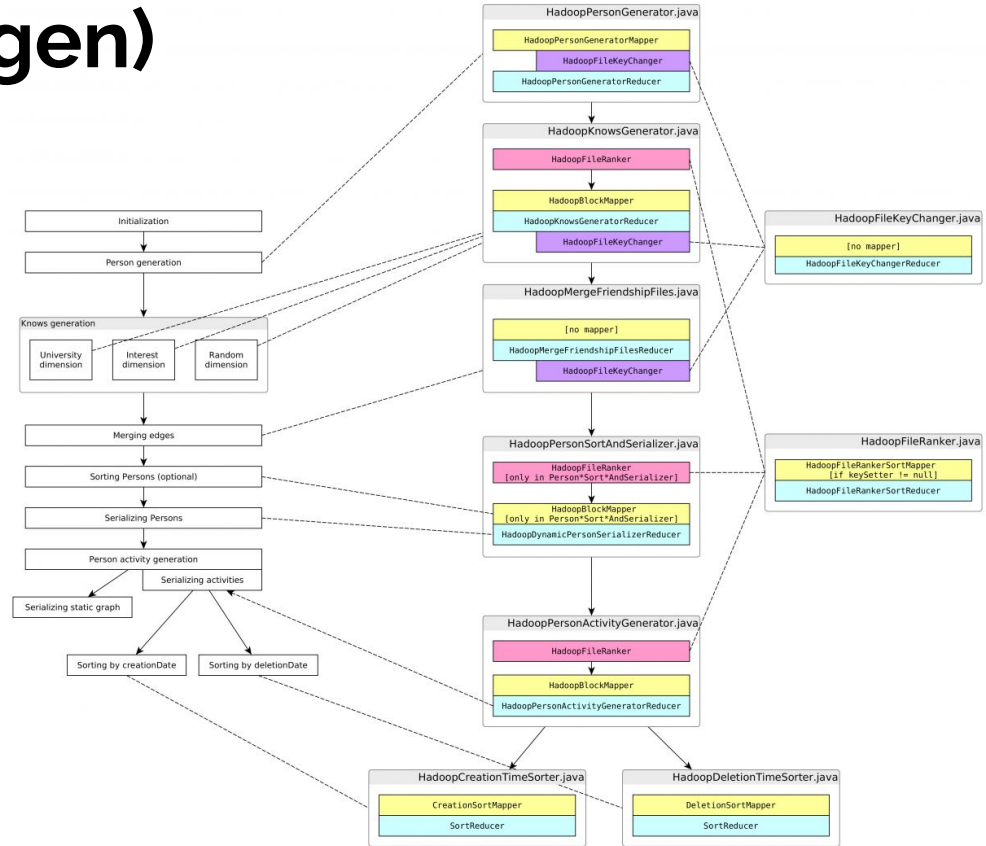 gen)
Initialization
Person generation
Knows generation
University
dimension
Interest
dimension
Random
dimension
Merging edges
Sorting Persons (optional)
Serializing Persons
Person activity generation
Serializing activities
Serializing static graph
Sorting by creationDate
Sorting by deletionDate
HadoopPersonGenerator.java
HadoopPersonGeneratorMapper
HadoopFileKeyChanger
HadoopPersonGeneratorReducer
HadoopKnowsGenerator.java
HadoopFileRanker
HadoopBlockMapper
HadoopKnowsGeneratorReducer
HadoopFileKeyChanger
HadoopMergeFriendshipFiles.java
[no mapper]
HadoopMergeFriendshipFilesReducer
HadoopFileKeyChanger
HadoopPersonSortAndSerializer.java
HadoopFileRanker
[only in Person*Sort*AndSerializer]
HadoopBlockMapper
[only in Person*Sort*AndSerializer]
HadoopDynamicPersonSerializerReducer
HadoopPersonActivityGenerator.java
HadoopFileRanker
HadoopBlockMapper
HadoopPersonActivityGeneratorReducer
HadoopCreationTimeSorter.java
CreationSortMapper
SortReducer
HadoopDeletionTimeSorter.java
DeletionSortMapper
SortReducer
HadoopFileKeyChanger.java
[no mapper]
HadoopFileKeyChangerReducer
HadoopFileRanker.java
HadoopFileRankerSortMapper
[if keySetter != null]
HadoopFileRankerSortReducer